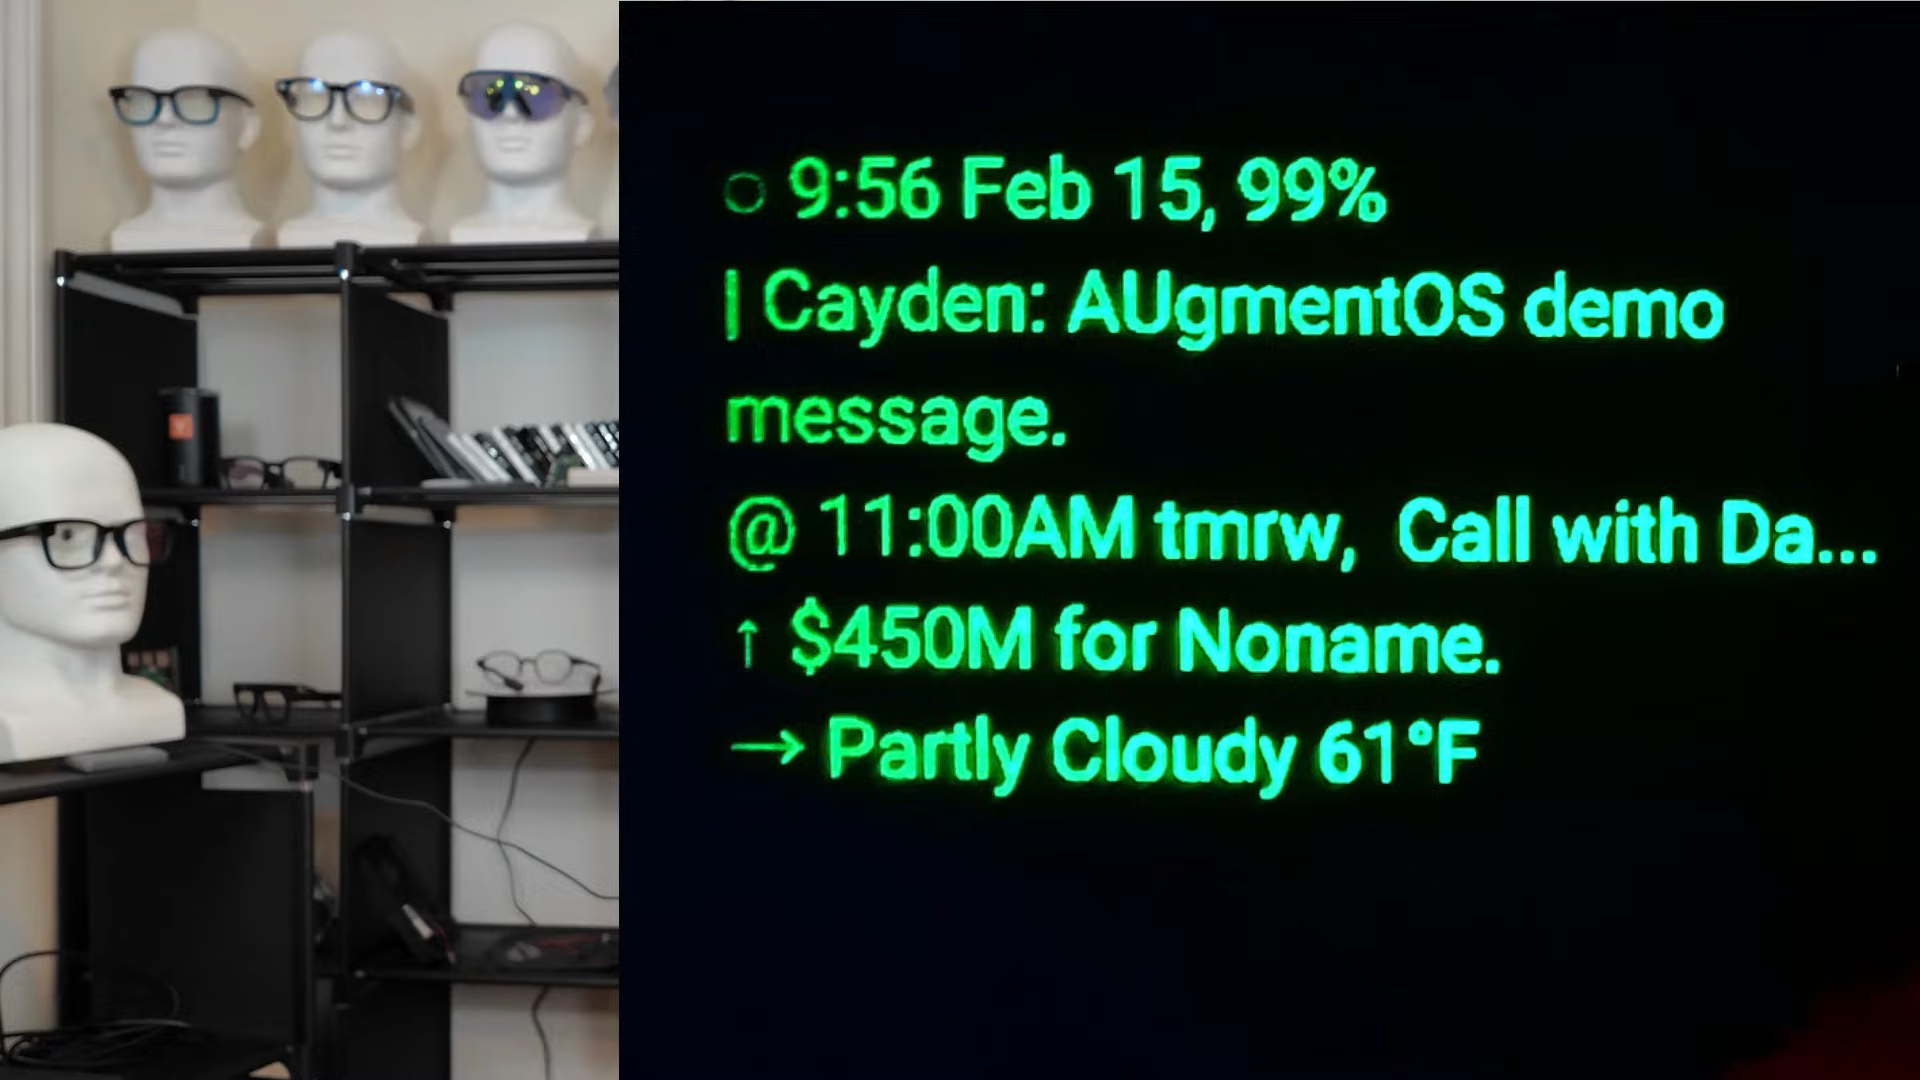 ○ 9:56 Feb 15, 99%
| Cayden: AUgmentOS demo
message.
@ 11:00AM tmrw,  Call with Da...
↑ $450M for Noname.
→ Partly Cloudy 61°F